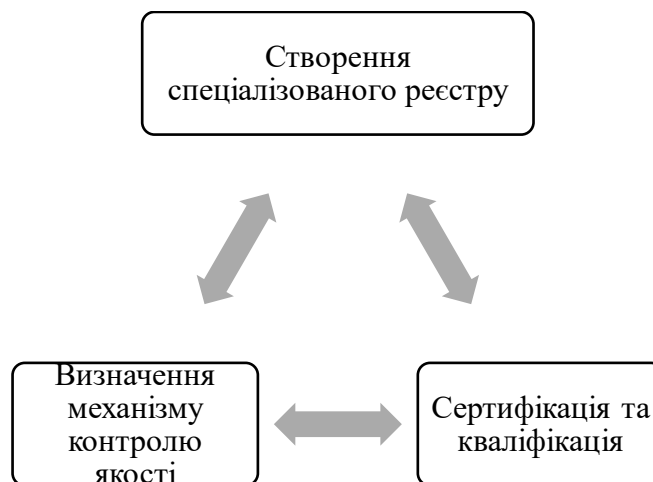 Створення
спеціалізованого реєстру
Визначення
механізму
контролю
якості
Сертифікація та
кваліфікація